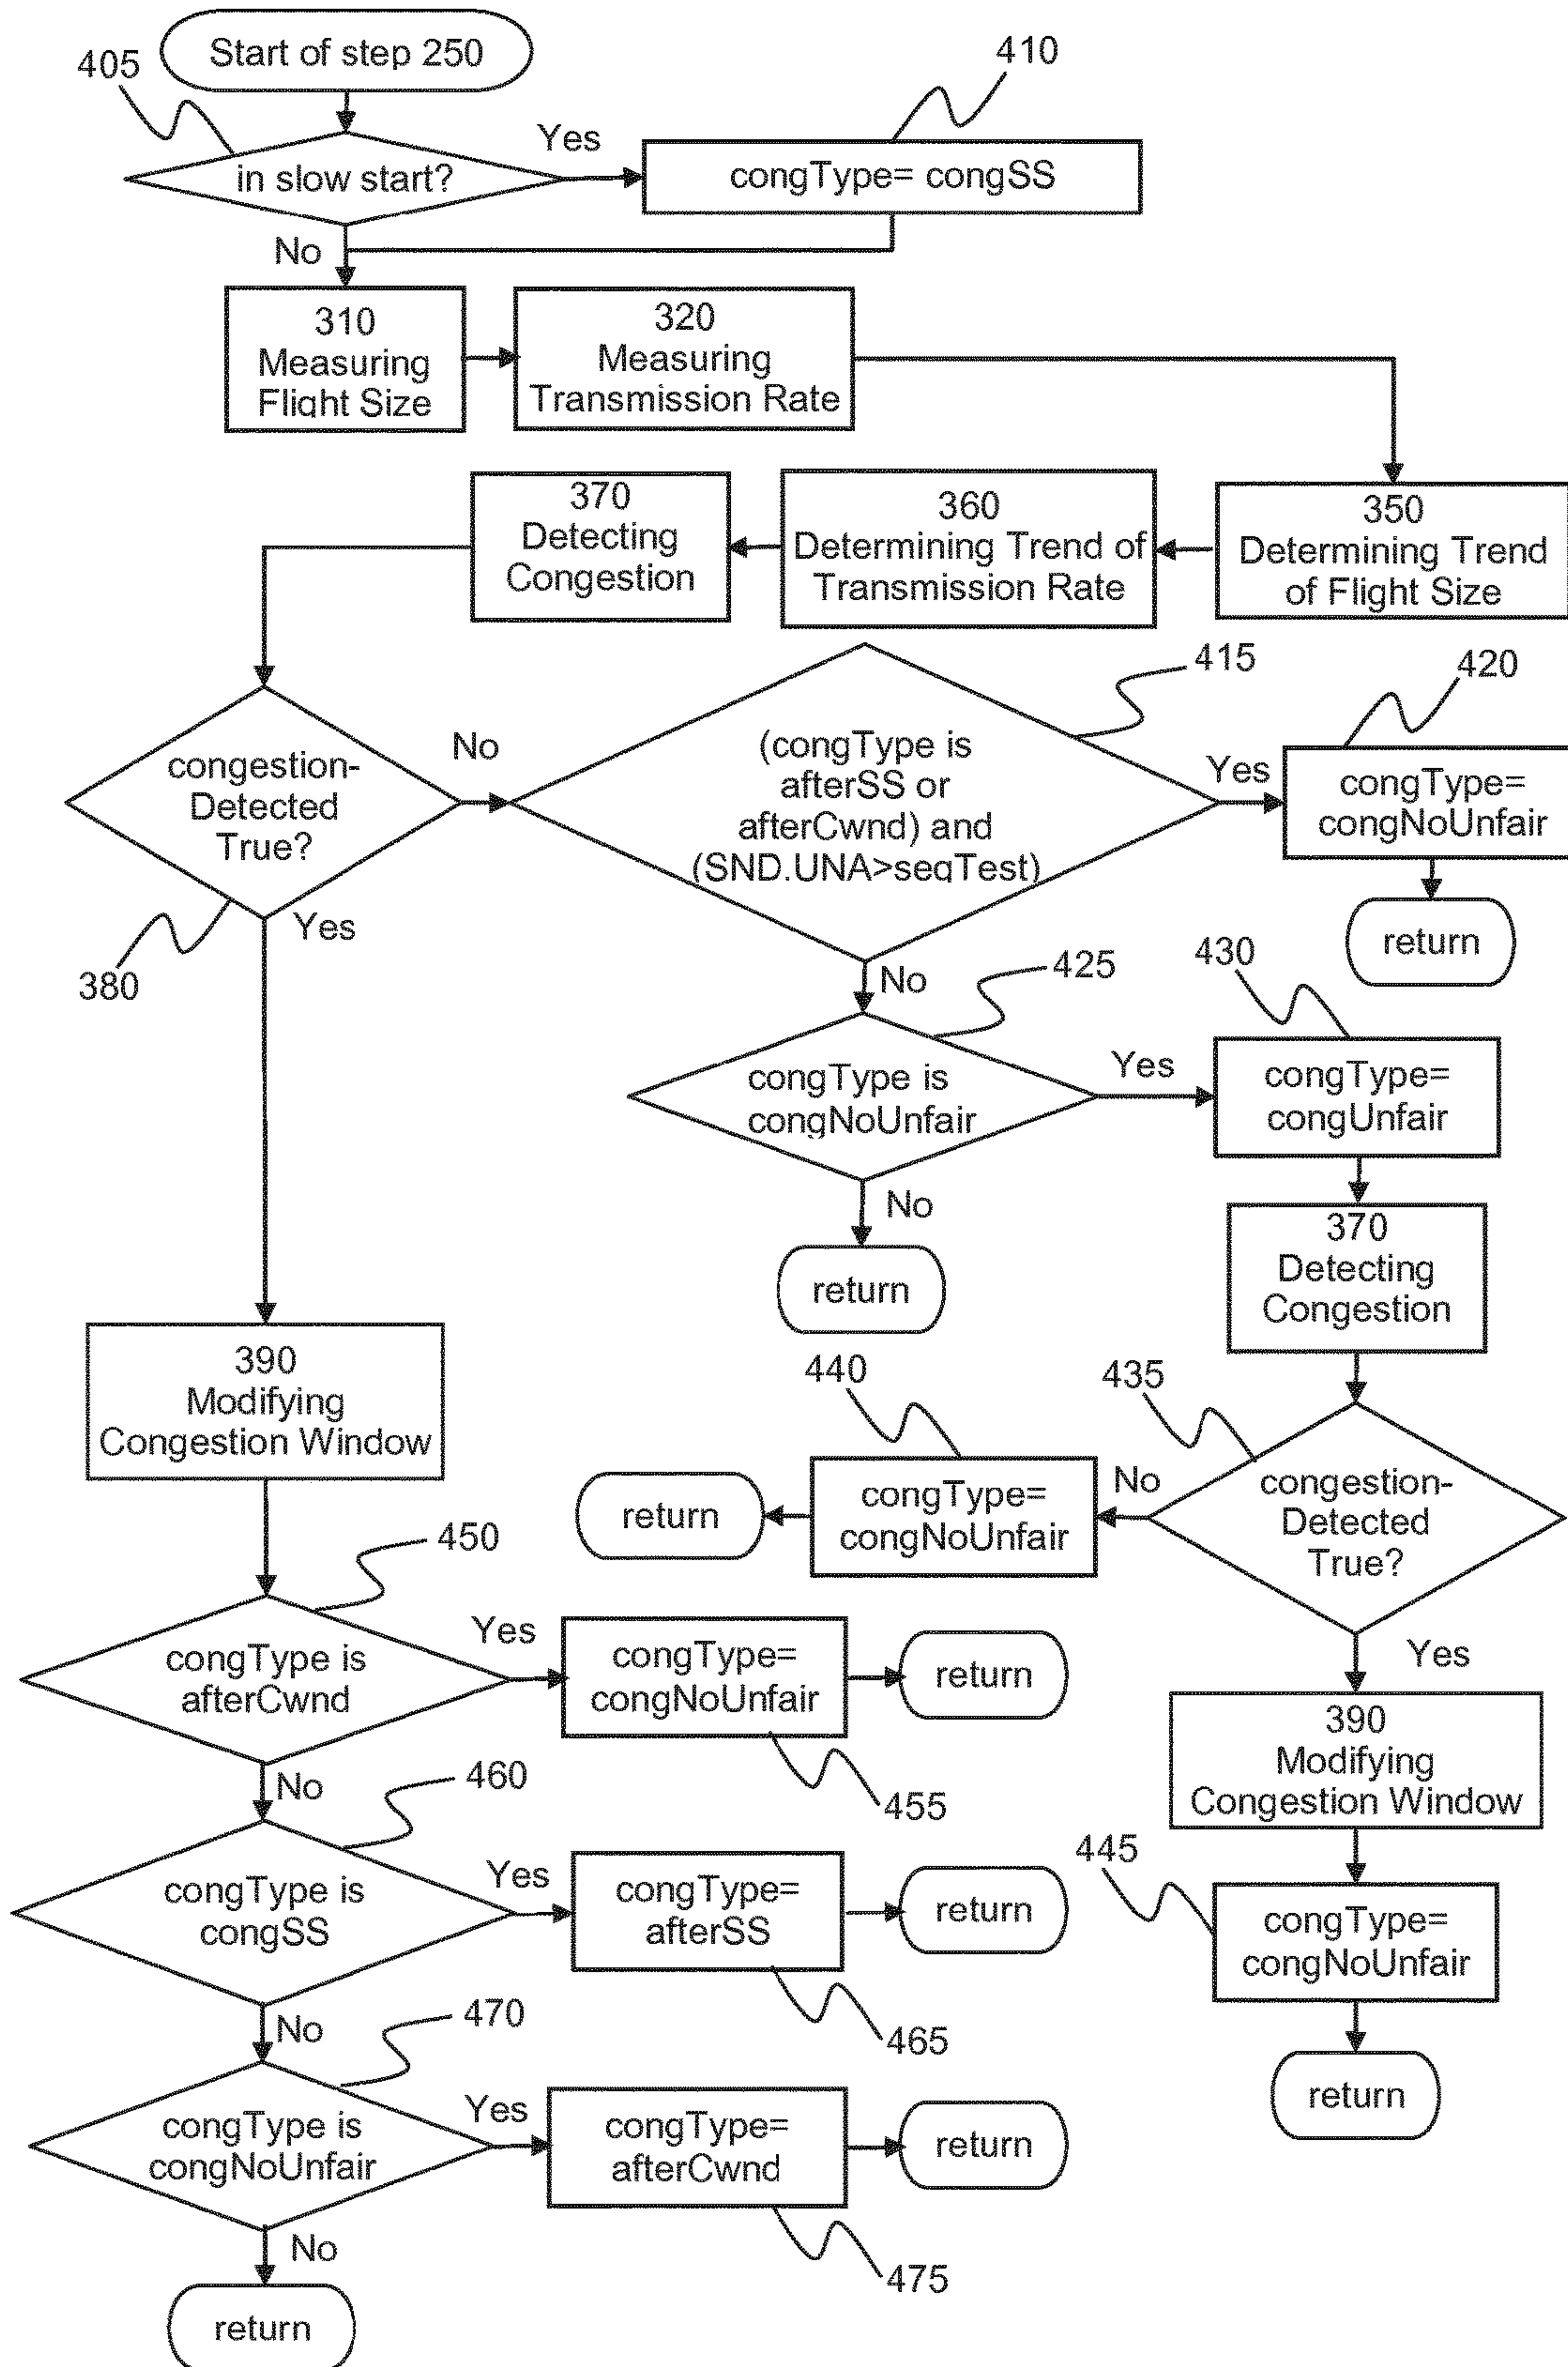 Start of step 250
405
410
in slow start?
Yes
congType= congSS
No
310
Measuring
Flight Size
320
Measuring
Transmission Rate
370
Detecting
Congestion
360
Determining Trend of
Transmission Rate
350
Determining Trend
of Flight Size
415
420
congestion-
Detected
True?
No
(congType is
afterSS or
afterCwnd) and
(SND.UNA>seqTest)
Yes
congType=
congNoUnfair
return
Yes
380
No
425
430
congType is
congNoUnfair
Yes
congType=
congUnfair
No
return
370
Detecting
Congestion
390
Modifying
Congestion Window
440
435
return
congType=
congNoUnfair
No
congestion-
Detected
True?
450
congType is
afterCwnd
Yes
congType=
congNoUnfair
return
Yes
455
No
460
390
Modifying
Congestion Window
congType is
congSS
Yes
congType=
afterSS
return
445
congType=
congNoUnfair
465
No
470
return
congType is
congNoUnfair
Yes
congType=
afterCwnd
return
475
No
return